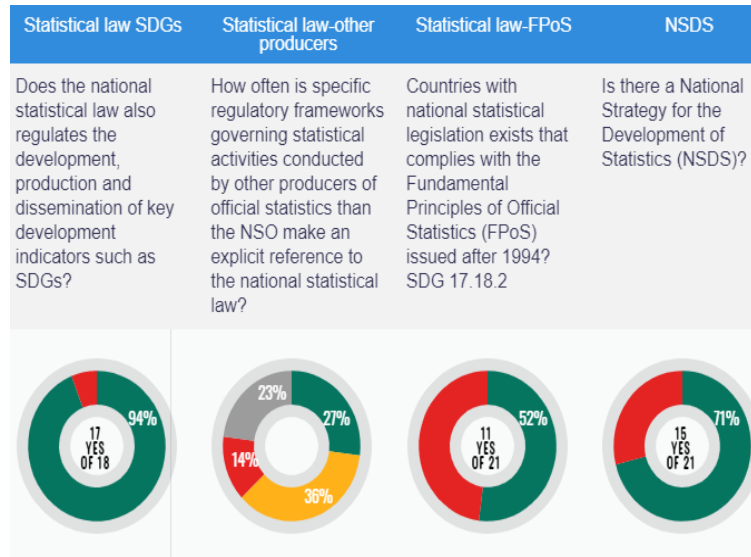 Statistical law SDGs
Statistical law-other
producers
Statistical law-FPoS
NSDS
Does the national
statistical law also
regulates the
development,
production and
dissemination of key
development
indicators such as
SDGs?
How often is specific
regulatory frameworks
governing statistical
activities conducted
by other producers of
official statistics than
the NSO make an
explicit reference to
the national statistical
law?
Countries with
national statistical
legislation exists that
complies with the
Fundamental
Principles of Official
Statistics (FPoS)
issued after 1994?
SDG 17.18.2
Is there a National
Strategy for the
Development of
Statistics (NSDS)?
94%
17
YES
OF 18
23%
27%
14%
36%
52%
11
YES
OF 21
71%
15
YES
OF 21